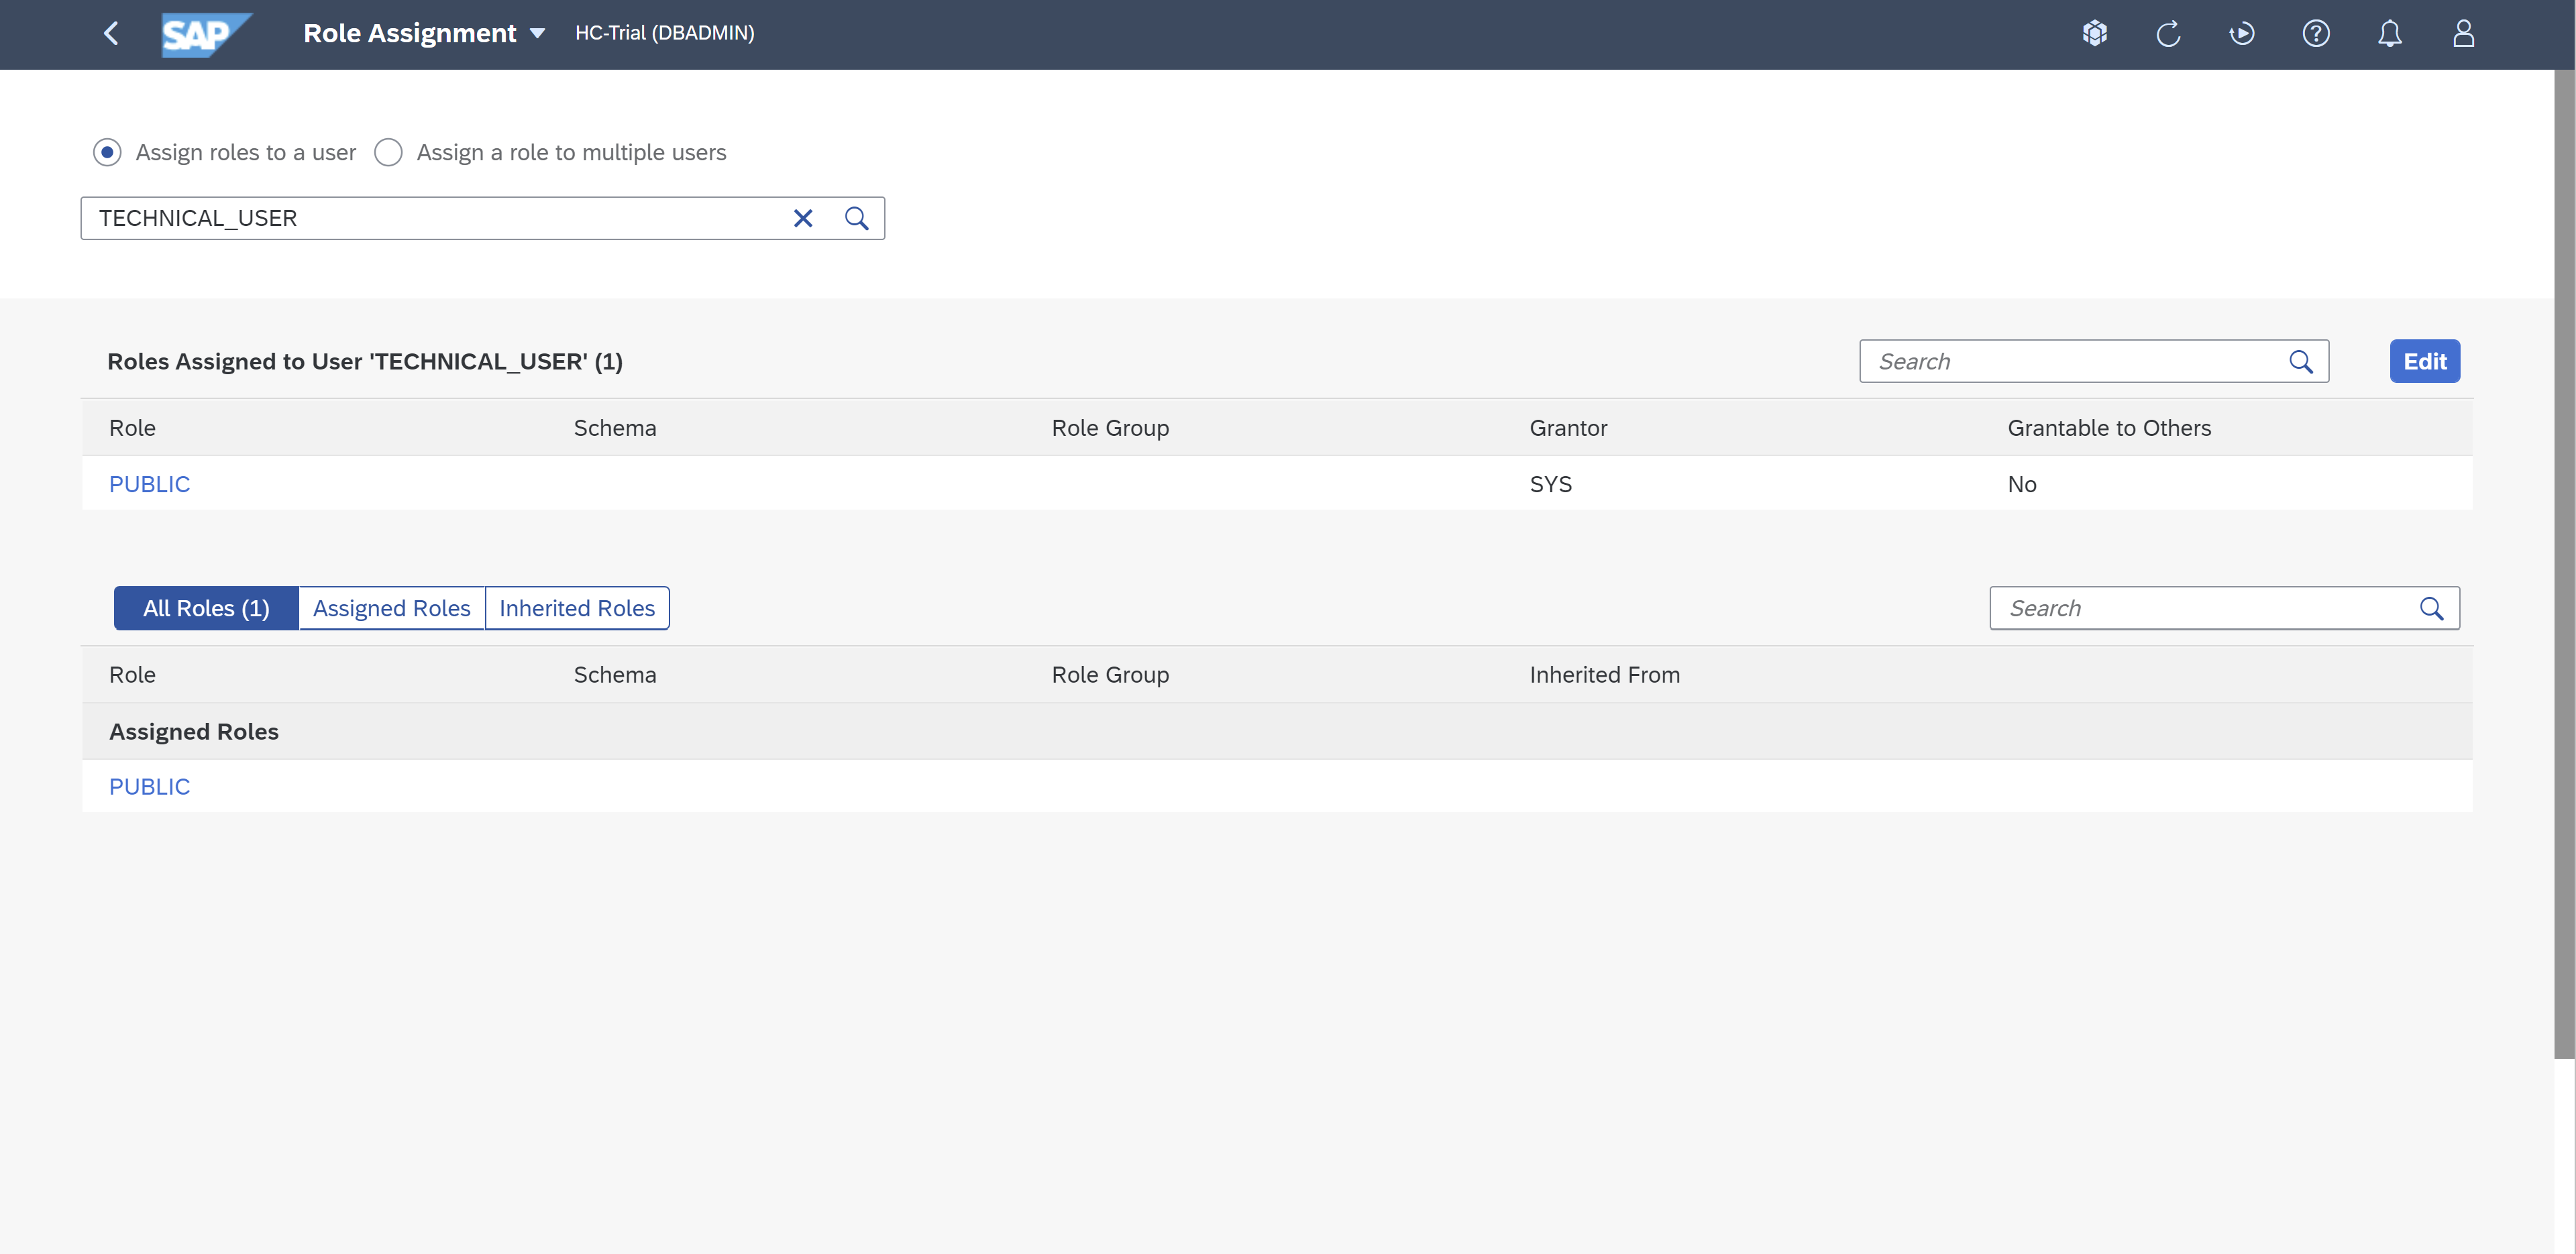 SAP Role Assignment HC-Trial (DBADMIN)
Assign roles to a user Assign a role to multiple users
TECHNICAL_USER
Roles Assigned to User 'TECHNICAL_USER' (1) Search Edit
Role Schema Role Group Grantor Grantable to Others
PUBLIC SYS No
All Roles (1) Assigned Roles Inherited Roles Search
Role Schema Role Group Inherited From
Assigned Roles
PUBLIC